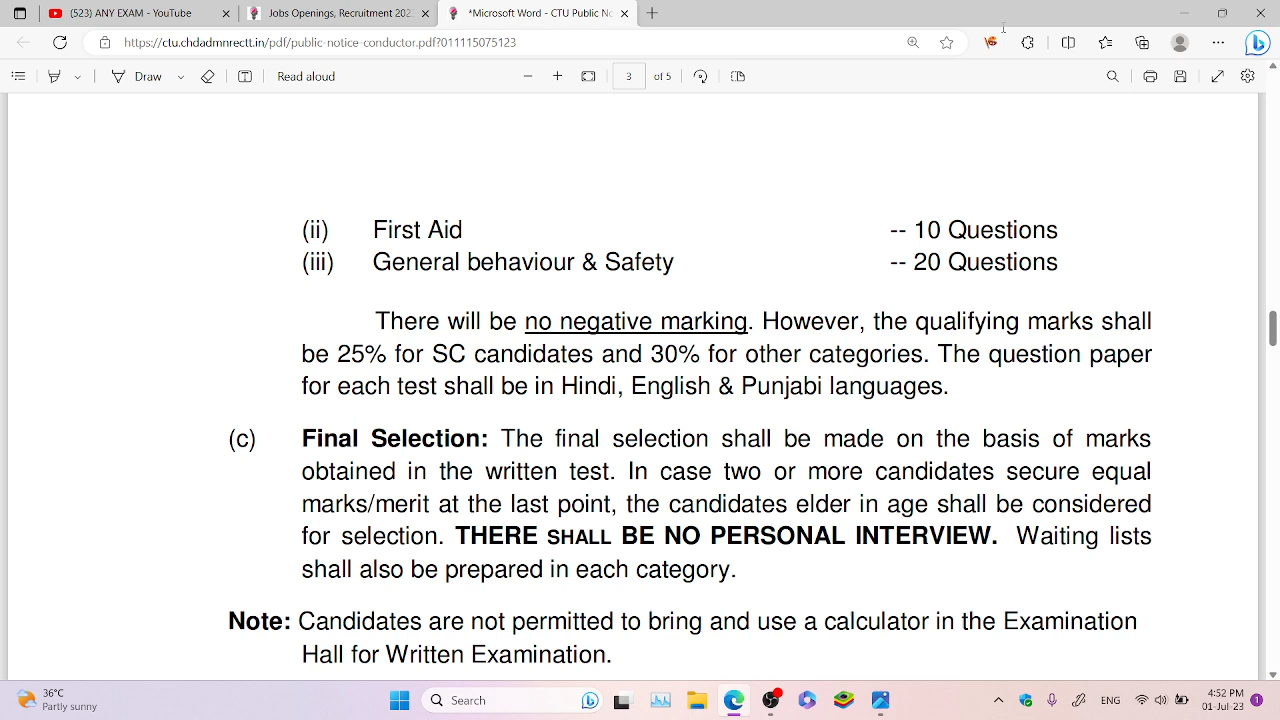 (523) ANY EXAM - YouTube
Jobs Openings, Recruitment 202
*Microsoft Word - CTU Public No
https://ctu.chdadmnrectt.in/pdf/public-notice-conductor.pdf?011115075123
Draw
Read aloud
3 of 5
(ii) First Aid -- 10 Questions
(iii) General behaviour & Safety -- 20 Questions
There will be no negative marking. However, the qualifying marks shall
be 25% for SC candidates and 30% for other categories. The question paper
for each test shall be in Hindi, English & Punjabi languages.
(c) Final Selection: The final selection shall be made on the basis of marks
obtained in the written test. In case two or more candidates secure equal
marks/merit at the last point, the candidates elder in age shall be considered
for selection. THERE SHALL BE NO PERSONAL INTERVIEW. Waiting lists
shall also be prepared in each category.
Note: Candidates are not permitted to bring and use a calculator in the Examination
Hall for Written Examination.
36°C
Partly sunny
Search
ENG
4:52 PM
01-Jul-23
1